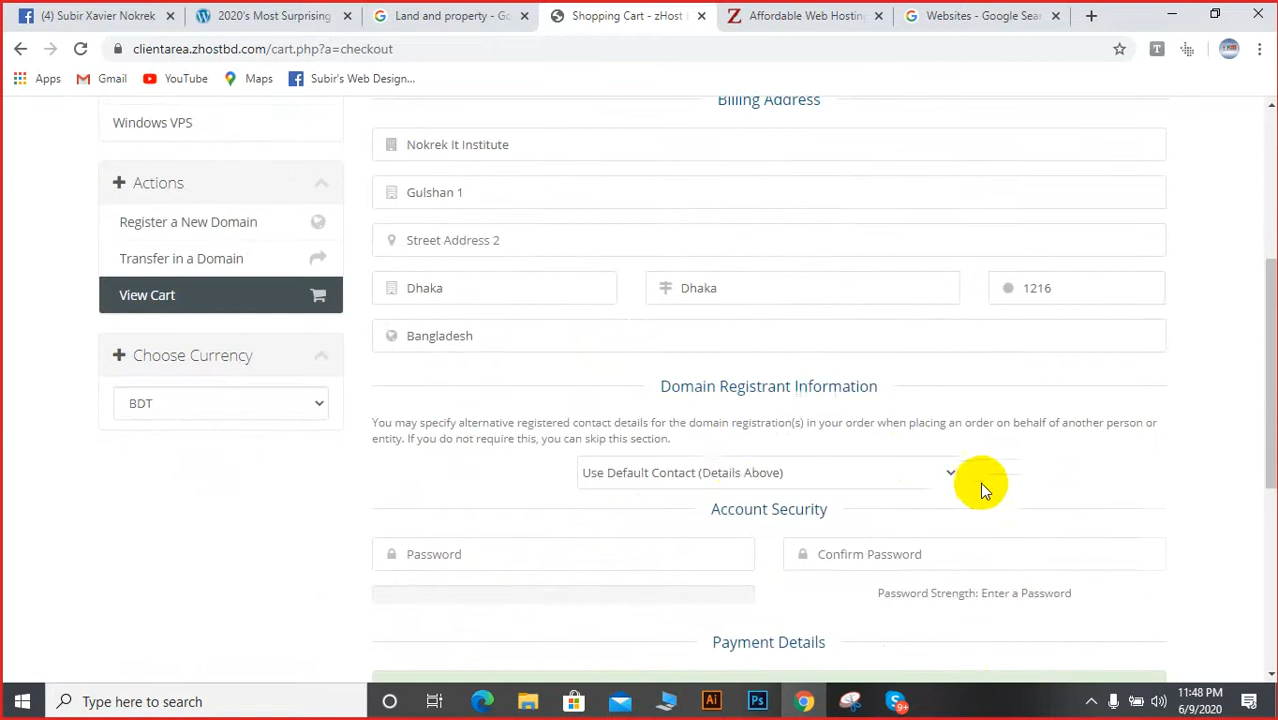 (4) Subir Xavier Nokrek
2020's Most Surprising
Land and property - Go
Shopping Cart - zHost
Affordable Web Hosting
Websites - Google Sear
clientarea.zhostbd.com/cart.php?a=checkout
Apps
Gmail
YouTube
Maps
Subir's Web Design...
Windows VPS
Actions
Register a New Domain
Transfer in a Domain
View Cart
Choose Currency
BDT
Billing Address
Nokrek It Institute
Gulshan 1
Street Address 2
Dhaka
Dhaka
1216
Bangladesh
Domain Registrant Information
You may specify alternative registered contact details for the domain registration(s) in your order when placing an order on behalf of another person or
entity. If you do not require this, you can skip this section.
Use Default Contact (Details Above)
Account Security
Password
Confirm Password
Password Strength: Enter a Password
Payment Details
Type here to search
Ai
Ps
9+
11:48 PM
6/9/2020